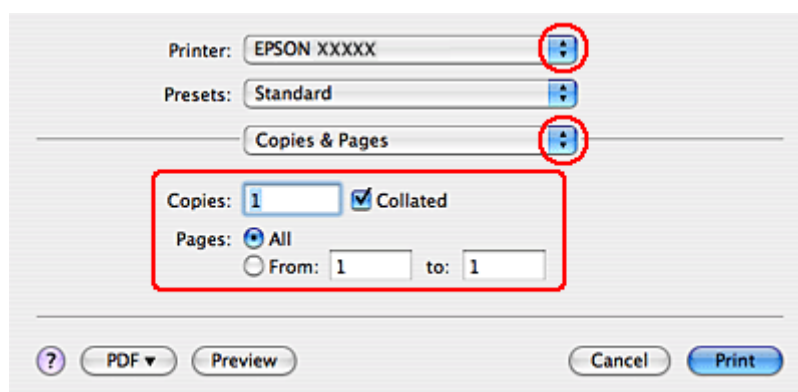 Printer: EPSON XXXXX
Presets: Standard
Copies & Pages
Copies: 1 Collated
Pages: All
From: 1 to: 1
? PDF ▼ Preview Cancel Print